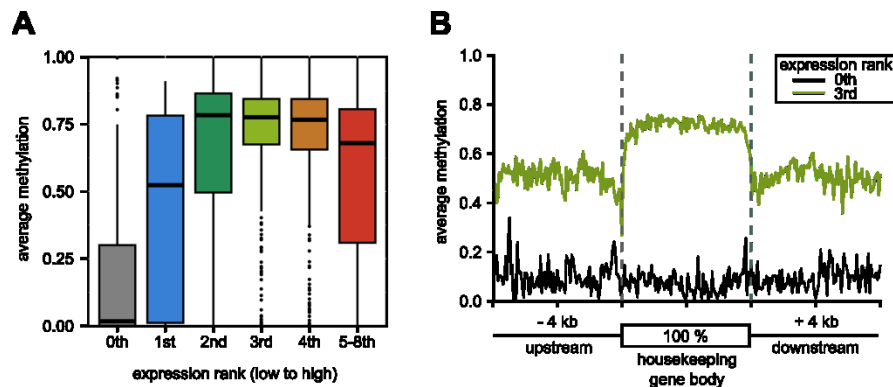 A
1.00
0.75
0.50
0.25
0.00
average methylation
0th
1st
2nd
3rd
4th
5-8th
expression rank (low to high)
B
1.0
0.8
0.6
0.4
0.2
0.0
average methylation
expression rank
0th
3rd
- 4 kb
100 %
+ 4 kb
upstream
housekeeping
gene body
downstream